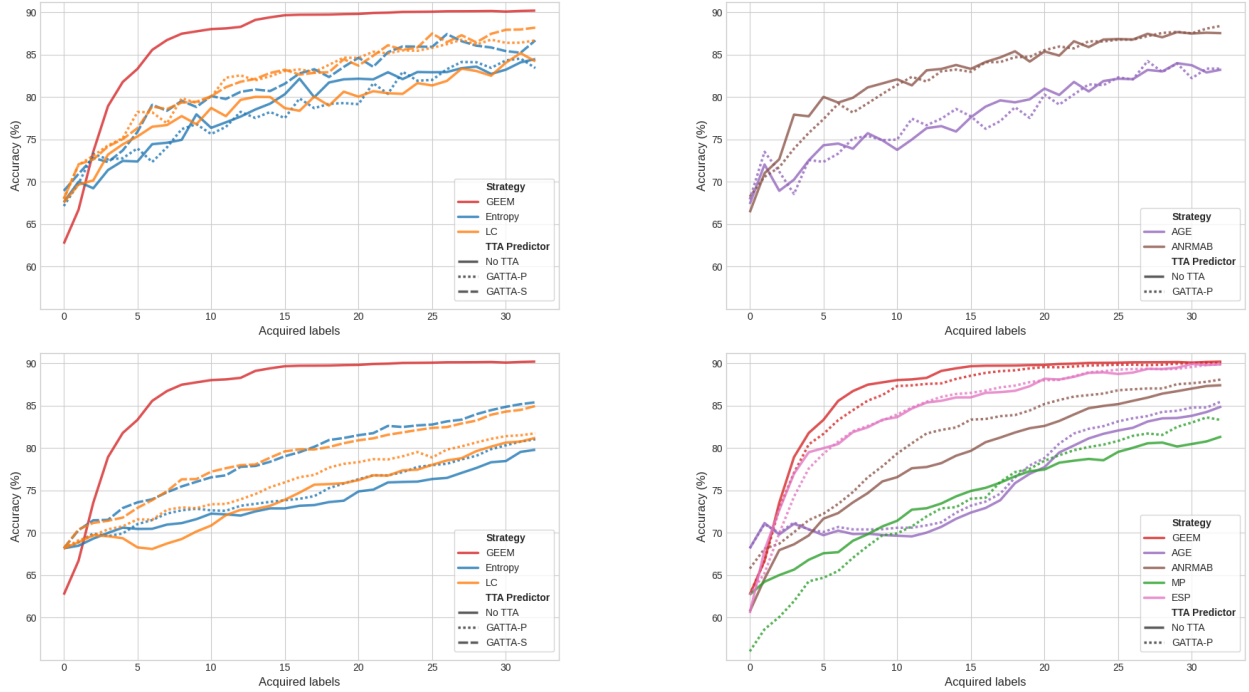 90
85
80
75
70
65
60
Accuracy (%)
0 5 10 15 20 25 30
Acquired labels
Strategy
GEEM
Entropy
LC
TTA Predictor
No TTA
GATTA-P
GATTA-S
90
85
80
75
70
65
60
Accuracy (%)
0 5 10 15 20 25 30
Acquired labels
Strategy
AGE
ANRMAB
TTA Predictor
No TTA
GATTA-P
90
85
80
75
70
65
60
Accuracy (%)
0 5 10 15 20 25 30
Acquired labels
Strategy
GEEM
Entropy
LC
TTA Predictor
No TTA
GATTA-P
GATTA-S
90
85
80
75
70
65
60
Accuracy (%)
0 5 10 15 20 25 30
Acquired labels
Strategy
GEEM
AGE
ANRMAB
MP
ESP
TTA Predictor
No TTA
GATTA-P